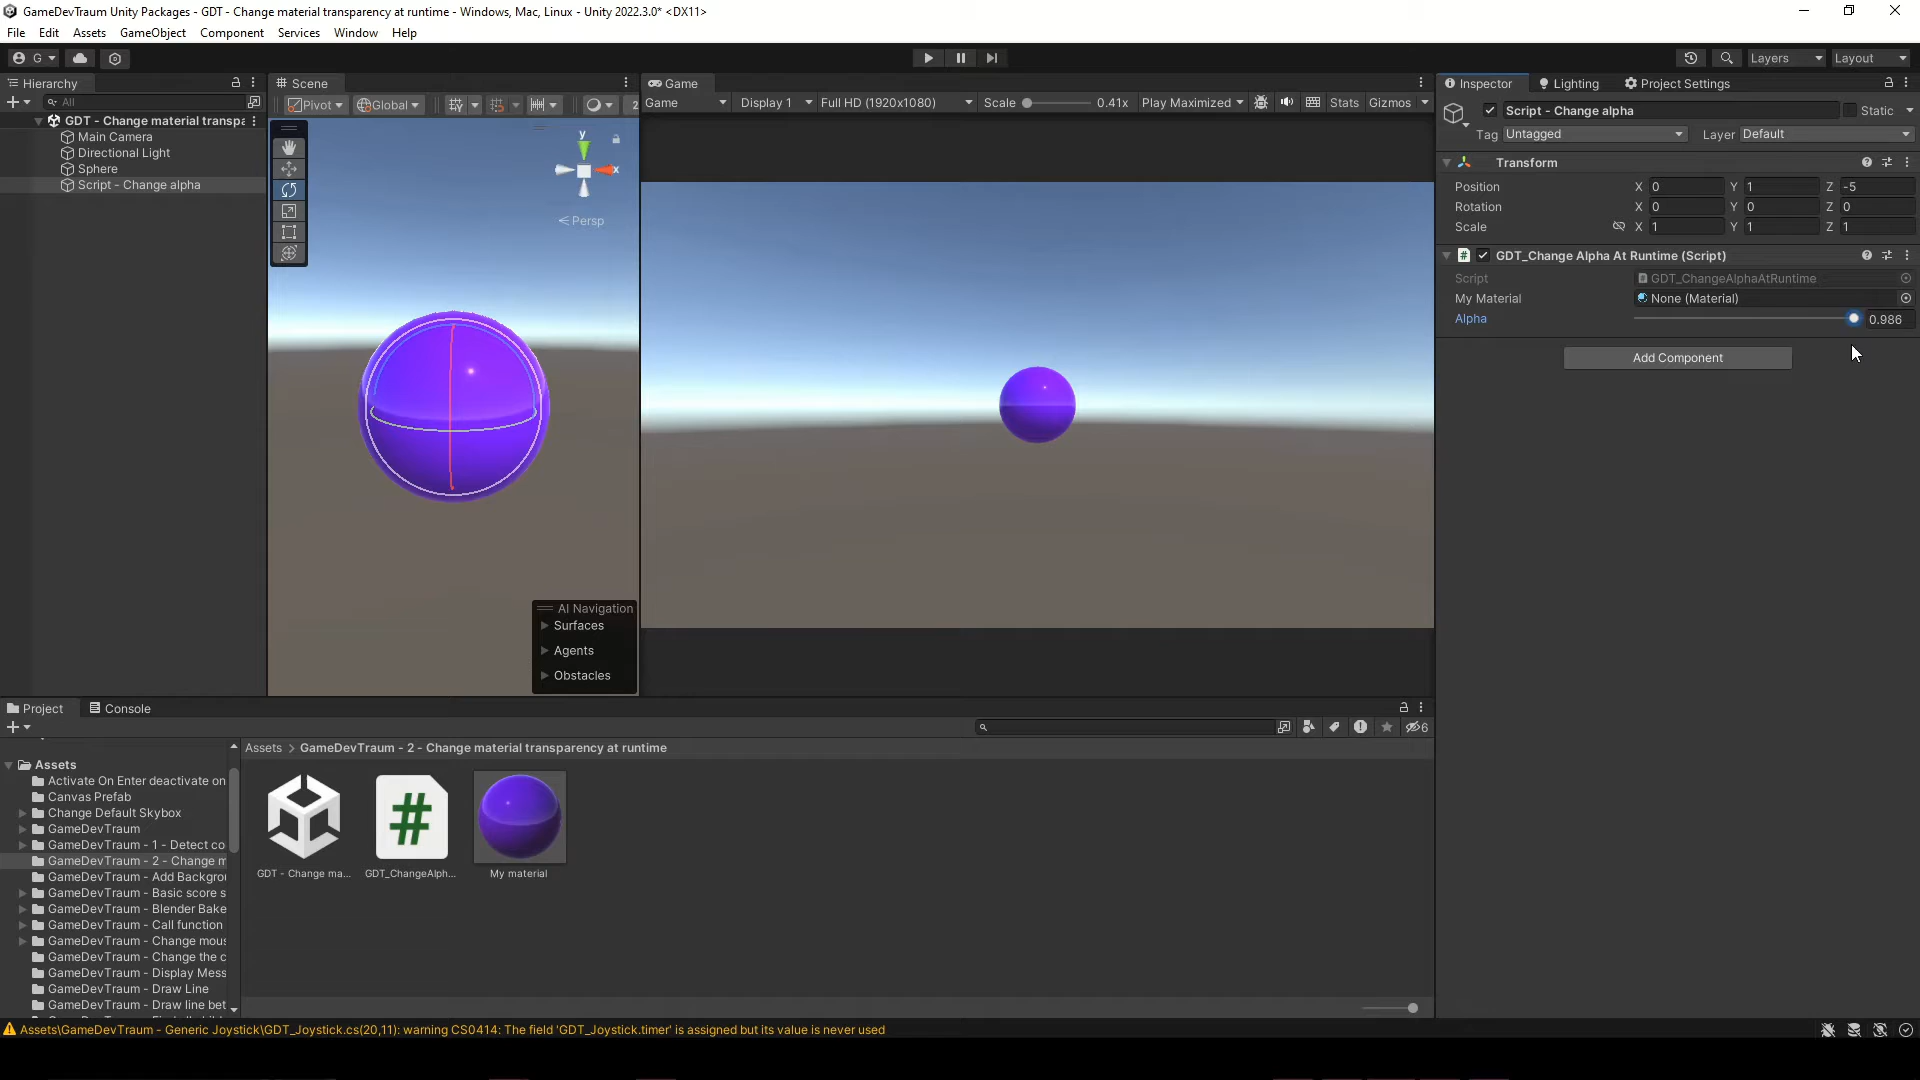 GameDevTraum Unity Packages - GDT - Change material transparency at runtime - Windows, Mac, Linux - Unity 2022.3.0* <DX11>
File Edit Assets GameObject Component Services Window Help
G
Layers Layout
Hierarchy
All
GDT - Change material transpa
Main Camera
Directional Light
Sphere
Script - Change alpha
Scene
Pivot Global 2
y
x
Persp
AI Navigation
Surfaces
Agents
Obstacles
Game
Game Display 1 Full HD (1920x1080) Scale 0.41x Play Maximized Stats Gizmos
Inspector Lighting Project Settings
Script - Change alpha Static
Tag Untagged Layer Default
Transform
Position X 0 Y 1 Z -5
Rotation X 0 Y 0 Z 0
Scale X 1 Y 1 Z 1
# GDT_Change Alpha At Runtime (Script)
Script GDT_ChangeAlphaAtRuntime
My Material None (Material)
Alpha 0.986
Add Component
Project Console
6
Assets
Activate On Enter deactivate on
Canvas Prefab
Change Default Skybox
GameDevTraum
GameDevTraum - 1 - Detect co
GameDevTraum - 2 - Change m
GameDevTraum - Add Backgrou
GameDevTraum - Basic score s
GameDevTraum - Blender Bake
GameDevTraum - Call function
GameDevTraum - Change mous
GameDevTraum - Change the c
GameDevTraum - Display Mess
GameDevTraum - Draw Line
GameDevTraum - Draw line bet
Assets > GameDevTraum - 2 - Change material transparency at runtime
#
GDT - Change ma... GDT_ChangeAlph... My material
Assets\GameDevTraum - Generic Joystick\GDT_Joystick.cs(20,11): warning CS0414: The field 'GDT_Joystick.timer' is assigned but its value is never used